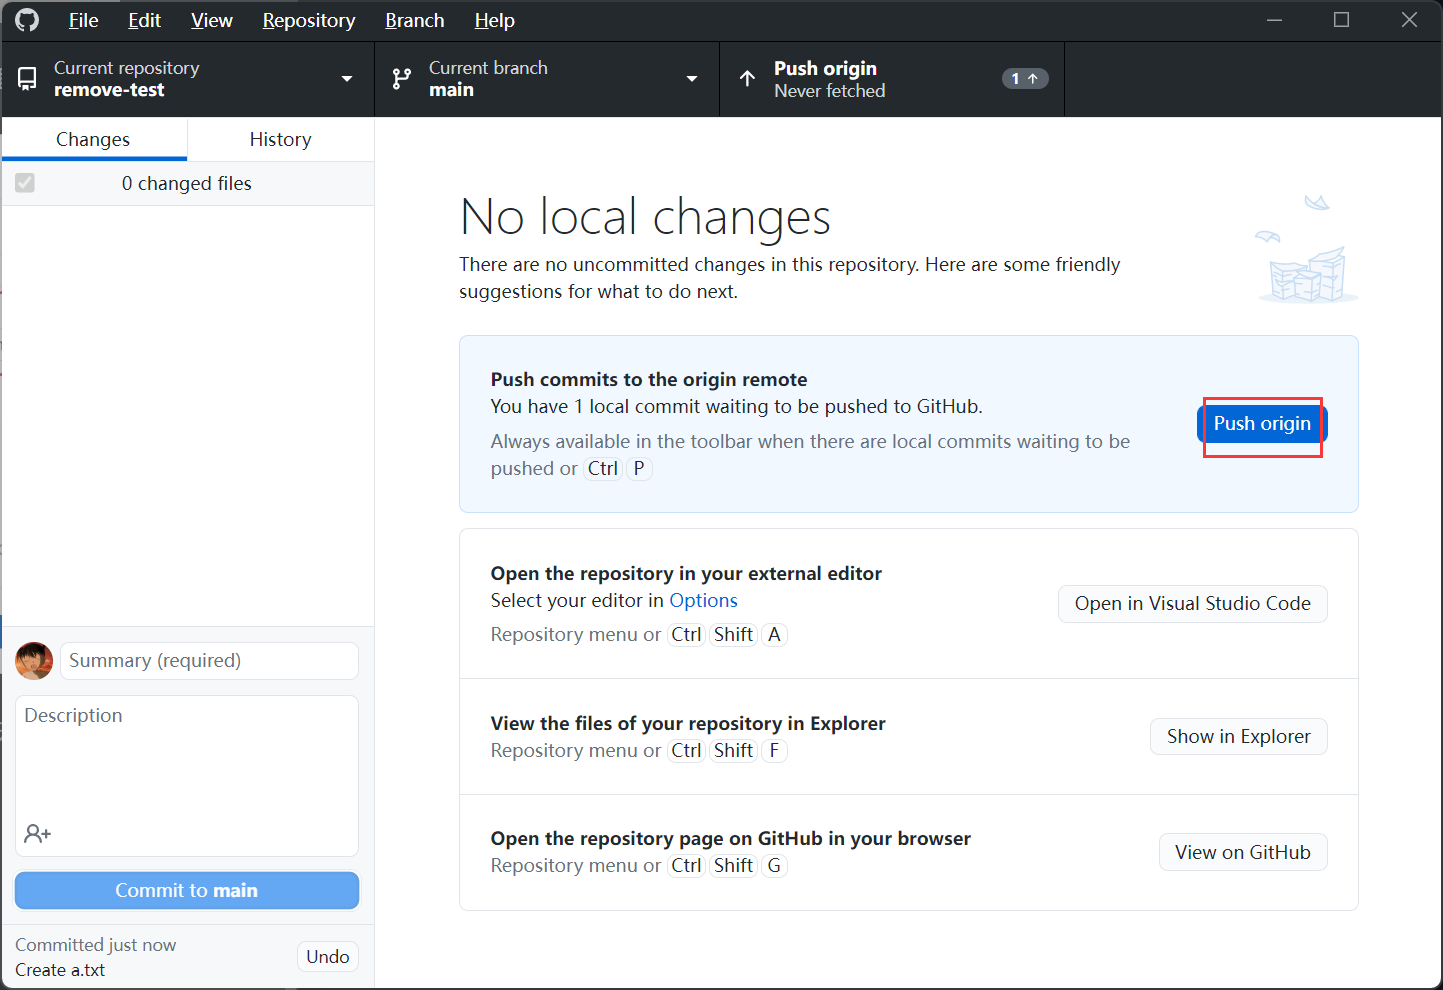 File Edit View Repository Branch Help
Current repository
remove-test
Current branch
main
Push origin
Never fetched
1
Changes
History
0 changed files
No local changes
There are no uncommitted changes in this repository. Here are some friendly
suggestions for what to do next.
Push commits to the origin remote
You have 1 local commit waiting to be pushed to GitHub.
Always available in the toolbar when there are local commits waiting to be
pushed or Ctrl P
Push origin
Open the repository in your external editor
Select your editor in Options
Repository menu or Ctrl Shift A
Open in Visual Studio Code
View the files of your repository in Explorer
Repository menu or Ctrl Shift F
Show in Explorer
Open the repository page on GitHub in your browser
Repository menu or Ctrl Shift G
View on GitHub
Summary (required)
Description
Commit to main
Committed just now
Create a.txt
Undo